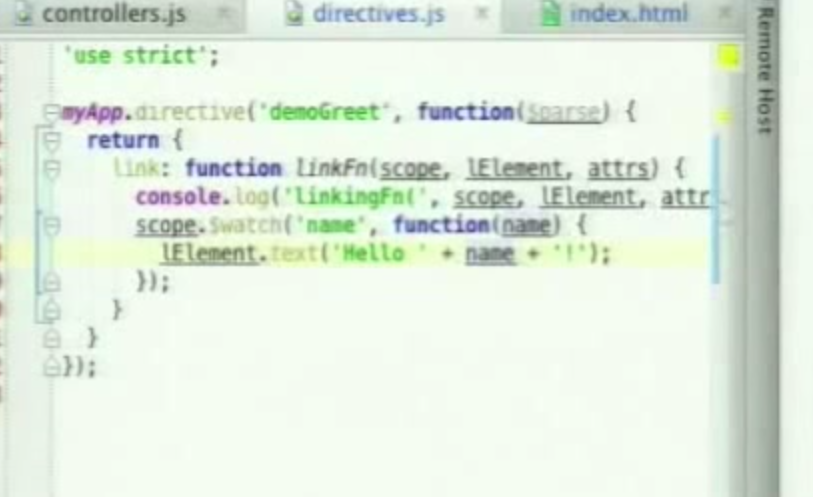 controllers.js directives.js index.html
Remote Host
'use strict';
myApp.directive('demoGreet', function($parse) {
return {
link: function linkFn(scope, lElement, attrs) {
console.log('linkingFn(', scope, lElement, attr
scope.$watch('name', function(name) {
lElement.text('Hello ' + name + '!');
});
}
}
});